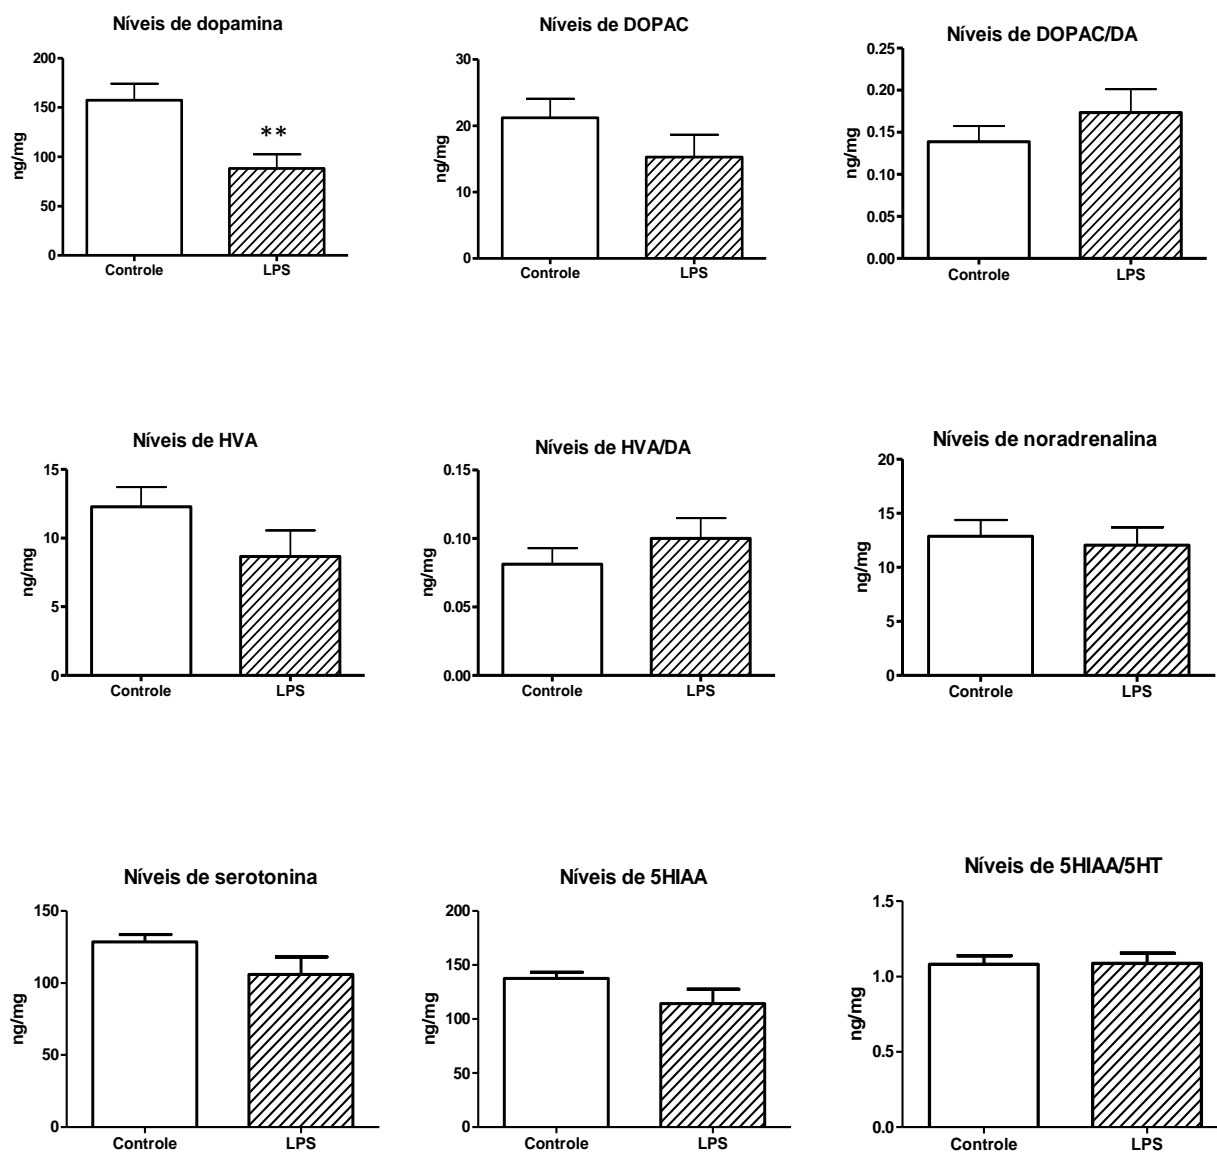 Níveis de dopamina
200
150
100
50
0
ng/mg
**
Controle LPS
Níveis de DOPAC
30
20
10
0
ng/mg
Controle LPS
Níveis de DOPAC/DA
0.25
0.20
0.15
0.10
0.05
0.00
ng/mg
Controle LPS
Níveis de HVA
15
10
5
0
ng/mg
Controle LPS
Níveis de HVA/DA
0.15
0.10
0.05
0.00
ng/mg
Controle LPS
Níveis de noradrenalina
20
15
10
5
0
ng/mg
Controle LPS
Níveis de serotonina
150
100
50
0
ng/mg
Controle LPS
Níveis de 5HIAA
200
150
100
50
0
ng/mg
Controle LPS
Níveis de 5HIAA/5HT
1.5
1.0
0.5
0.0
ng/mg
Controle LPS